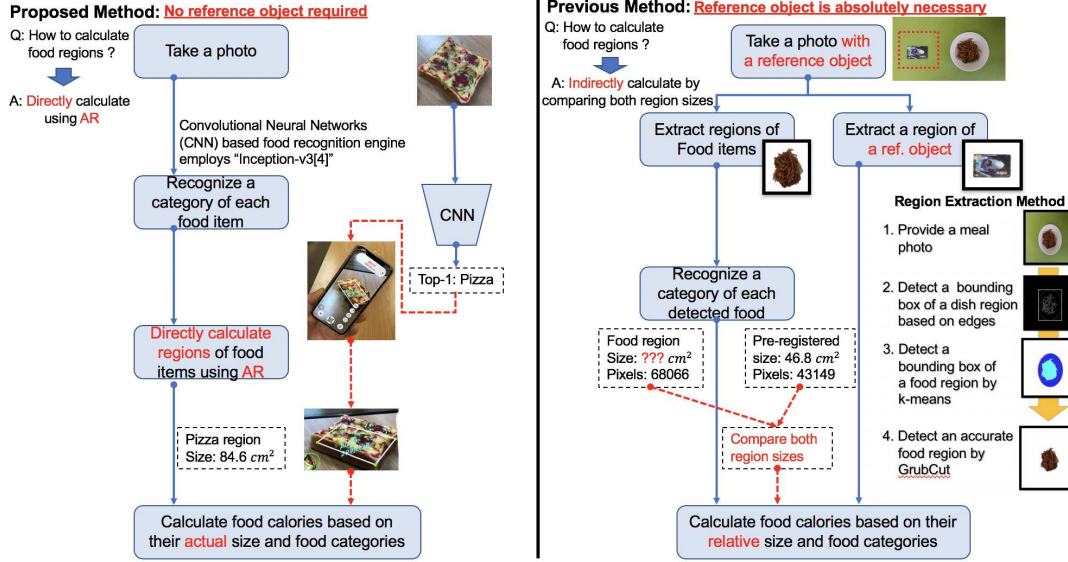 Proposed Method: No reference object required
Q: How to calculate
food regions ?
A: Directly calculate
using AR
Take a photo
Convolutional Neural Networks
(CNN) based food recognition engine
employs “Inception-v3[4]”
Recognize a
category of each
food item
CNN
Top-1: Pizza
Directly calculate
regions of food
items using AR
Pizza region
Size: 84.6 cm²
Calculate food calories based on
their actual size and food categories
Previous Method: Reference object is absolutely necessary
Q: How to calculate
food regions ?
A: Indirectly calculate by
comparing both region sizes
Take a photo with
a reference object
Extract regions of
Food items
Extract a region of
a ref. object
Recognize a
category of each
detected food
Food region
Size: ??? cm²
Pixels: 68066
Pre-registered
size: 46.8 cm²
Pixels: 43149
Compare both
region sizes
Calculate food calories based on their
relative size and food categories
Region Extraction Method
1. Provide a meal
photo
2. Detect a bounding
box of a dish region
based on edges
3. Detect a
bounding box of
a food region by
k-means
4. Detect an accurate
food region by
GrubCut